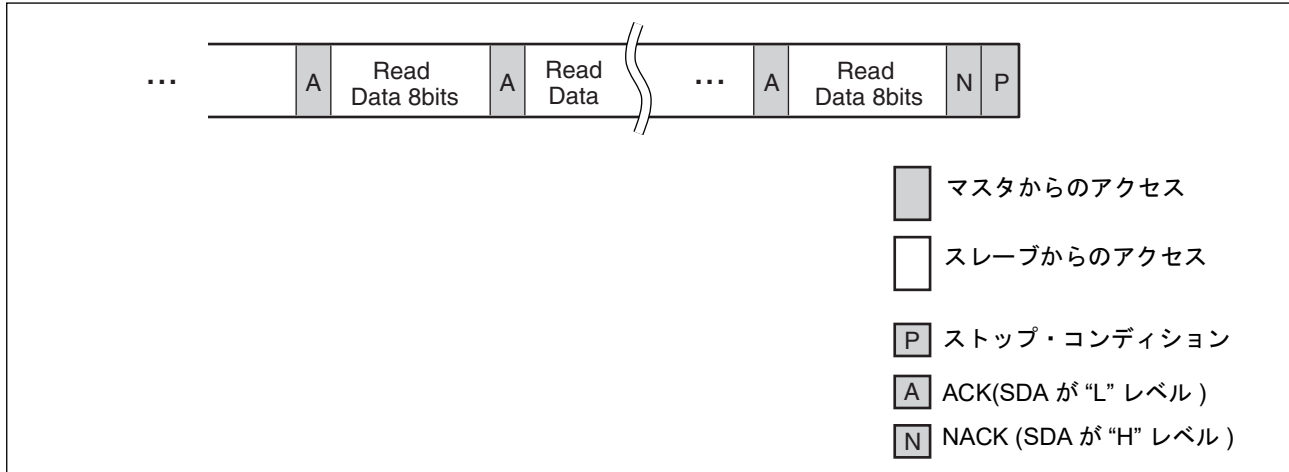 ... A Read Data 8bits A Read Data ... A Read Data 8bits N P
マスタからのアクセス
スレーブからのアクセス
P ストップ・コンディション
A ACK(SDA が “L” レベル )
N NACK (SDA が “H” レベル )